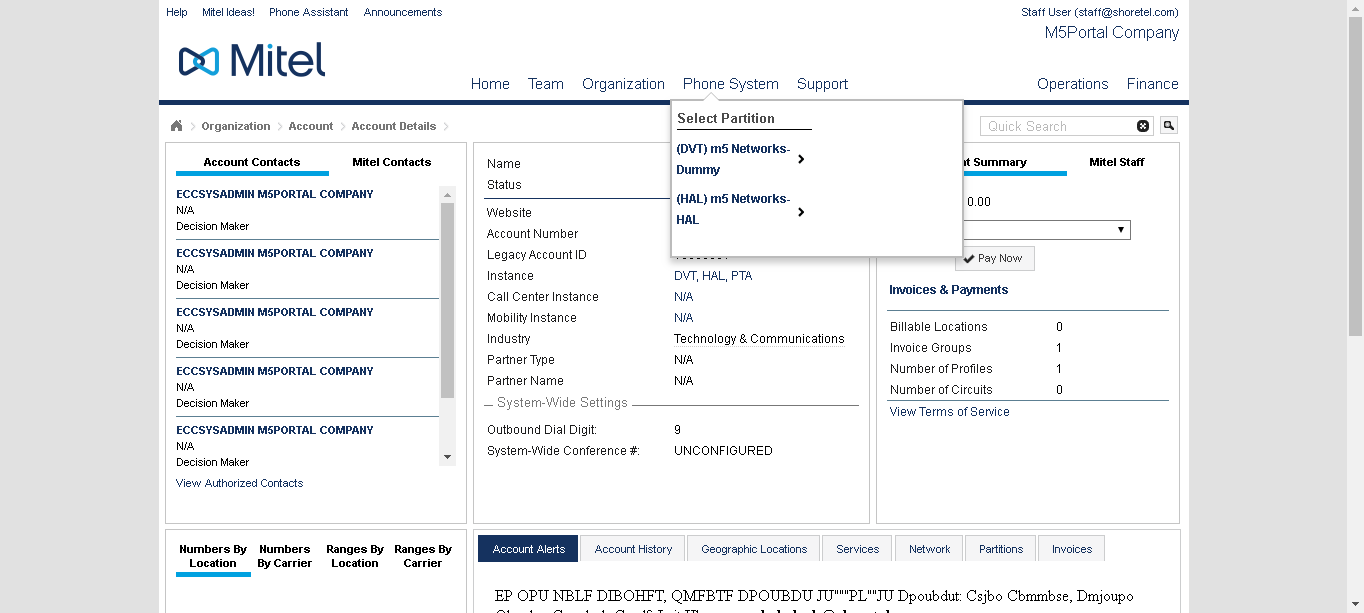 Help Mitel Ideas! Phone Assistant Announcements
Staff User (staff@shoretel.com)
M5Portal Company
Mitel
Home Team Organization Phone System Support Operations Finance
Organization Account Account Details
Quick Search
Select Partition
(DVT) m5 Networks-
Dummy
(HAL) m5 Networks-
HAL
Account Contacts Mitel Contacts
ECCSYSADMIN M5PORTAL COMPANY
N/A
Decision Maker
ECCSYSADMIN M5PORTAL COMPANY
N/A
Decision Maker
ECCSYSADMIN M5PORTAL COMPANY
N/A
Decision Maker
ECCSYSADMIN M5PORTAL COMPANY
N/A
Decision Maker
ECCSYSADMIN M5PORTAL COMPANY
N/A
Decision Maker
View Authorized Contacts
Name
Status
Website
Account Number
Legacy Account ID
Instance DVT, HAL, PTA
Call Center Instance N/A
Mobility Instance N/A
Industry Technology & Communications
Partner Type N/A
Partner Name N/A
System-Wide Settings
Outbound Dial Digit: 9
System-Wide Conference #: UNCONFIGURED
Summary Mitel Staff
0.00
Pay Now
Invoices & Payments
Billable Locations 0
Invoice Groups 1
Number of Profiles 1
Number of Circuits 0
View Terms of Service
Numbers By
Location
Numbers
By Carrier
Ranges By
Location
Ranges By
Carrier
Account Alerts Account History Geographic Locations Services Network Partitions Invoices
EP OPU NBLF DIBOHFT, QMFBTF DPOUBDU JU"""PL""JU Dpoubdut: Csjbo Cbmmbse, Dmjoupo